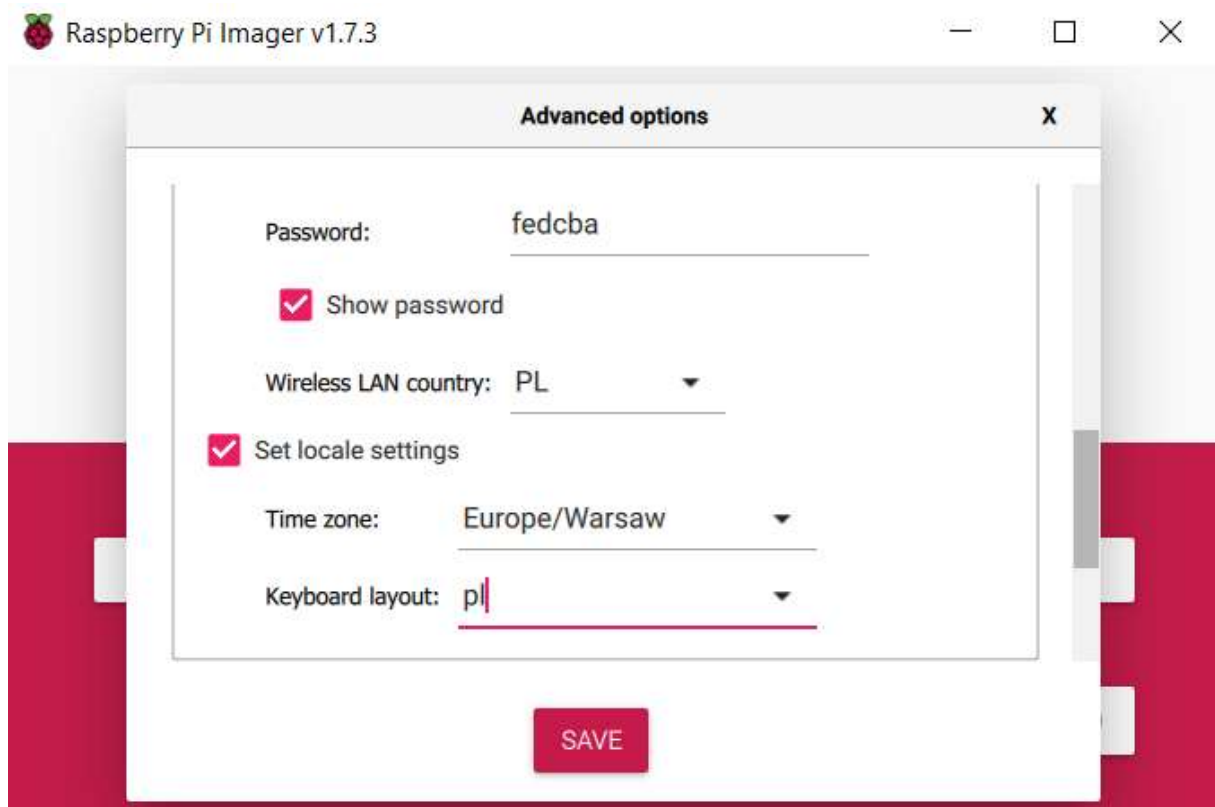 Raspberry Pi Imager v1.7.3
Advanced options X
Password: fedcba
Show password
Wireless LAN country: PL
Set locale settings
Time zone: Europe/Warsaw
Keyboard layout: pl
SAVE